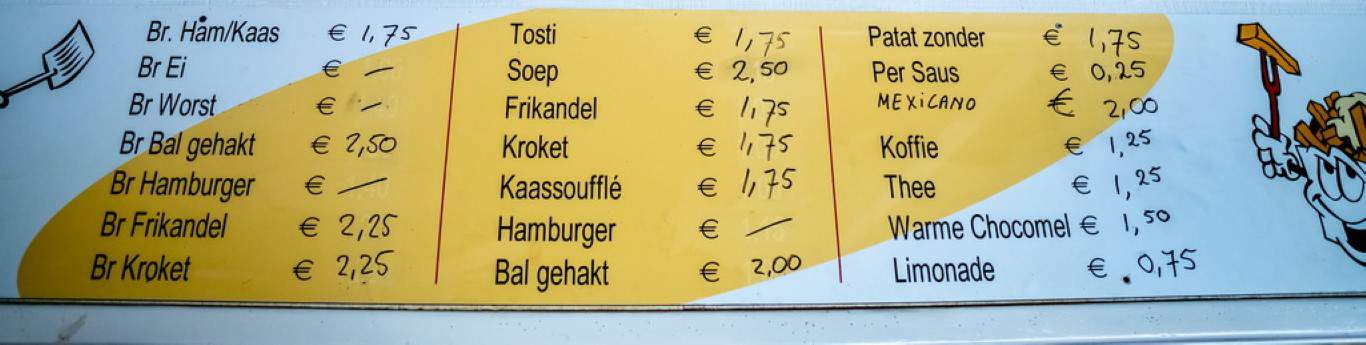 Br. Ham/Kaas € 1,75
Br Ei € —
Br Worst € -
Br Bal gehakt € 2,50
Br Hamburger € —
Br Frikandel € 2,25
Br Kroket € 2,25
Tosti € 1,75
Soep € 2,50
Frikandel € 1,75
Kroket € 1,75
Kaassoufflé € 1,75
Hamburger € —
Bal gehakt € 2,00
Patat zonder € 1,75
Per Saus € 0,25
MEXICANO € 2,00
Koffie € 1,25
Thee € 1,25
Warme Chocomel € 1,50
Limonade € 0,75